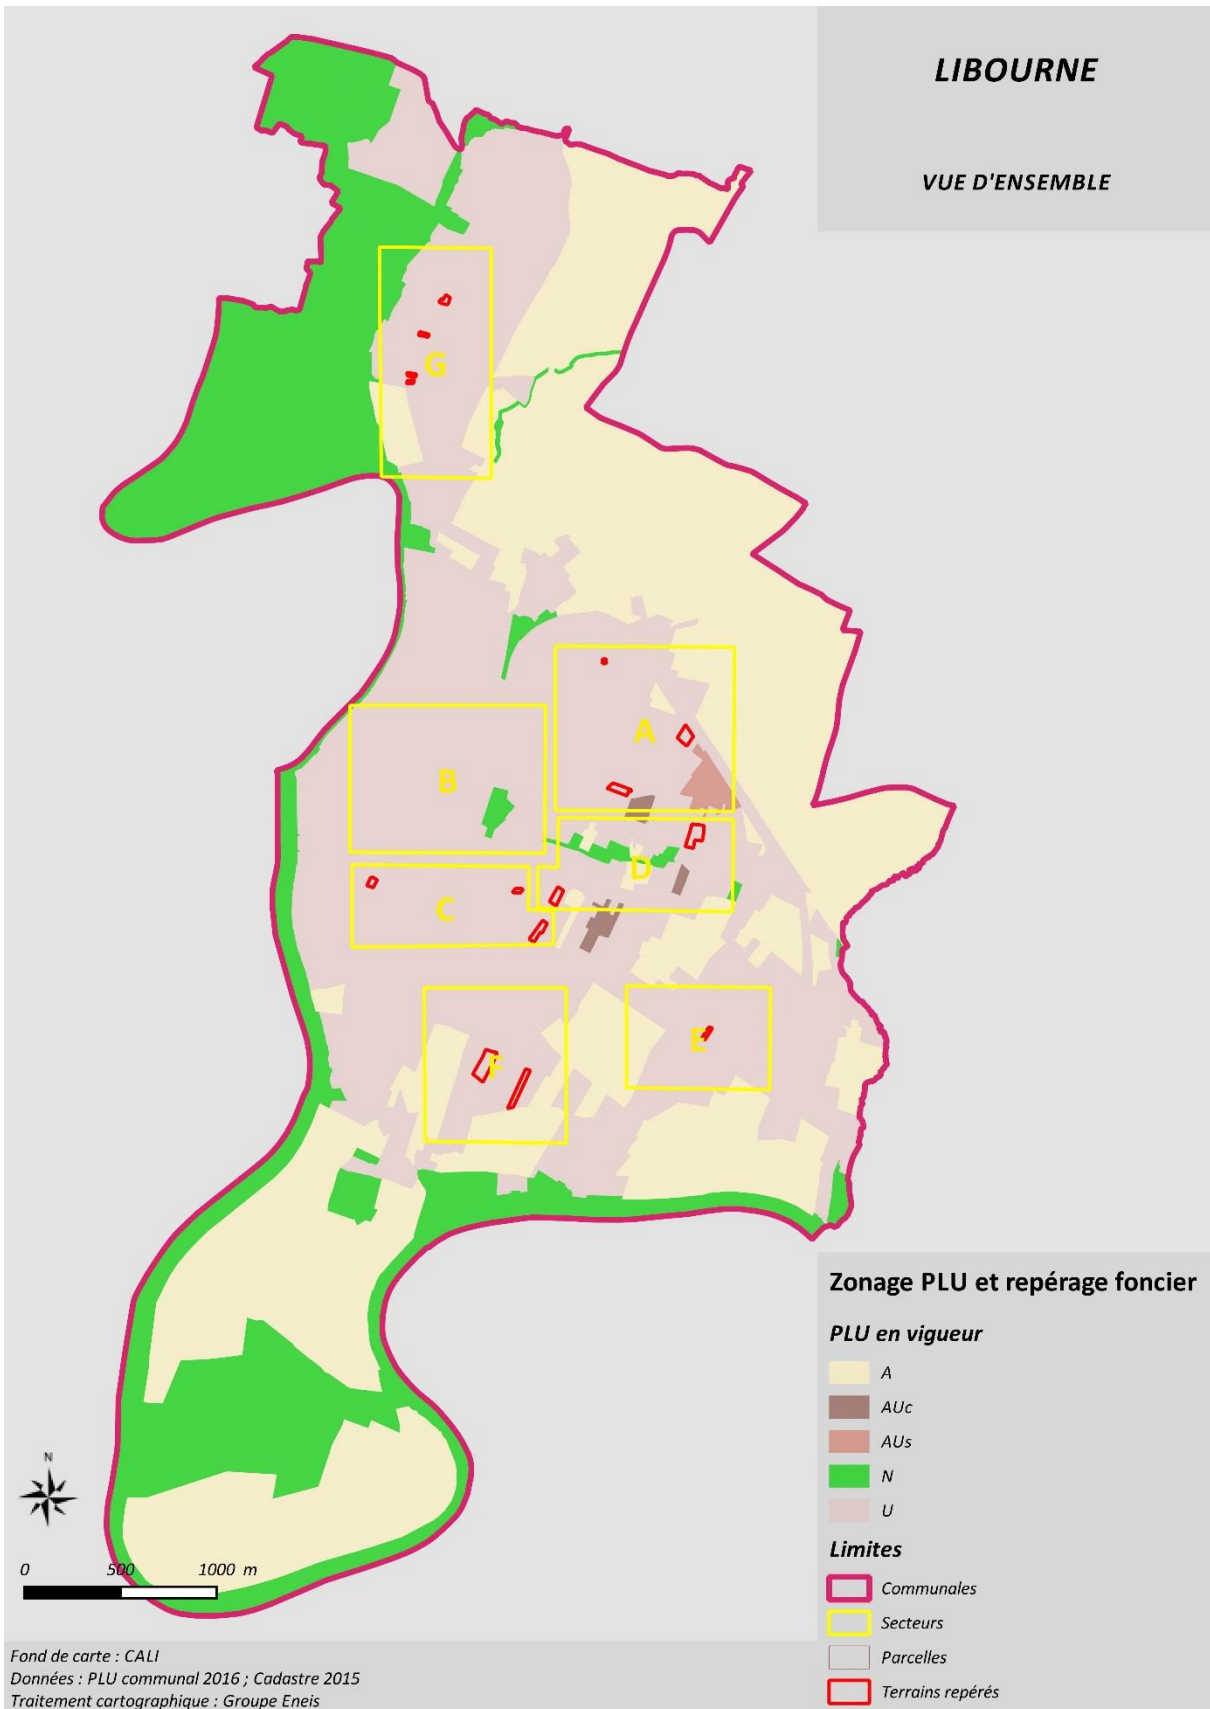 LIBOURNE
VUE D'ENSEMBLE
G
A
B
D
C
E
F
Zonage PLU et repérage foncier
PLU en vigueur
A
AUc
AUs
N
U
Limites
Communales
Secteurs
Parcelles
Terrains repérés
N
0 500 1000 m
Fond de carte : CALI
Données : PLU communal 2016 ; Cadastre 2015
Traitement cartographique : Groupe Eneis